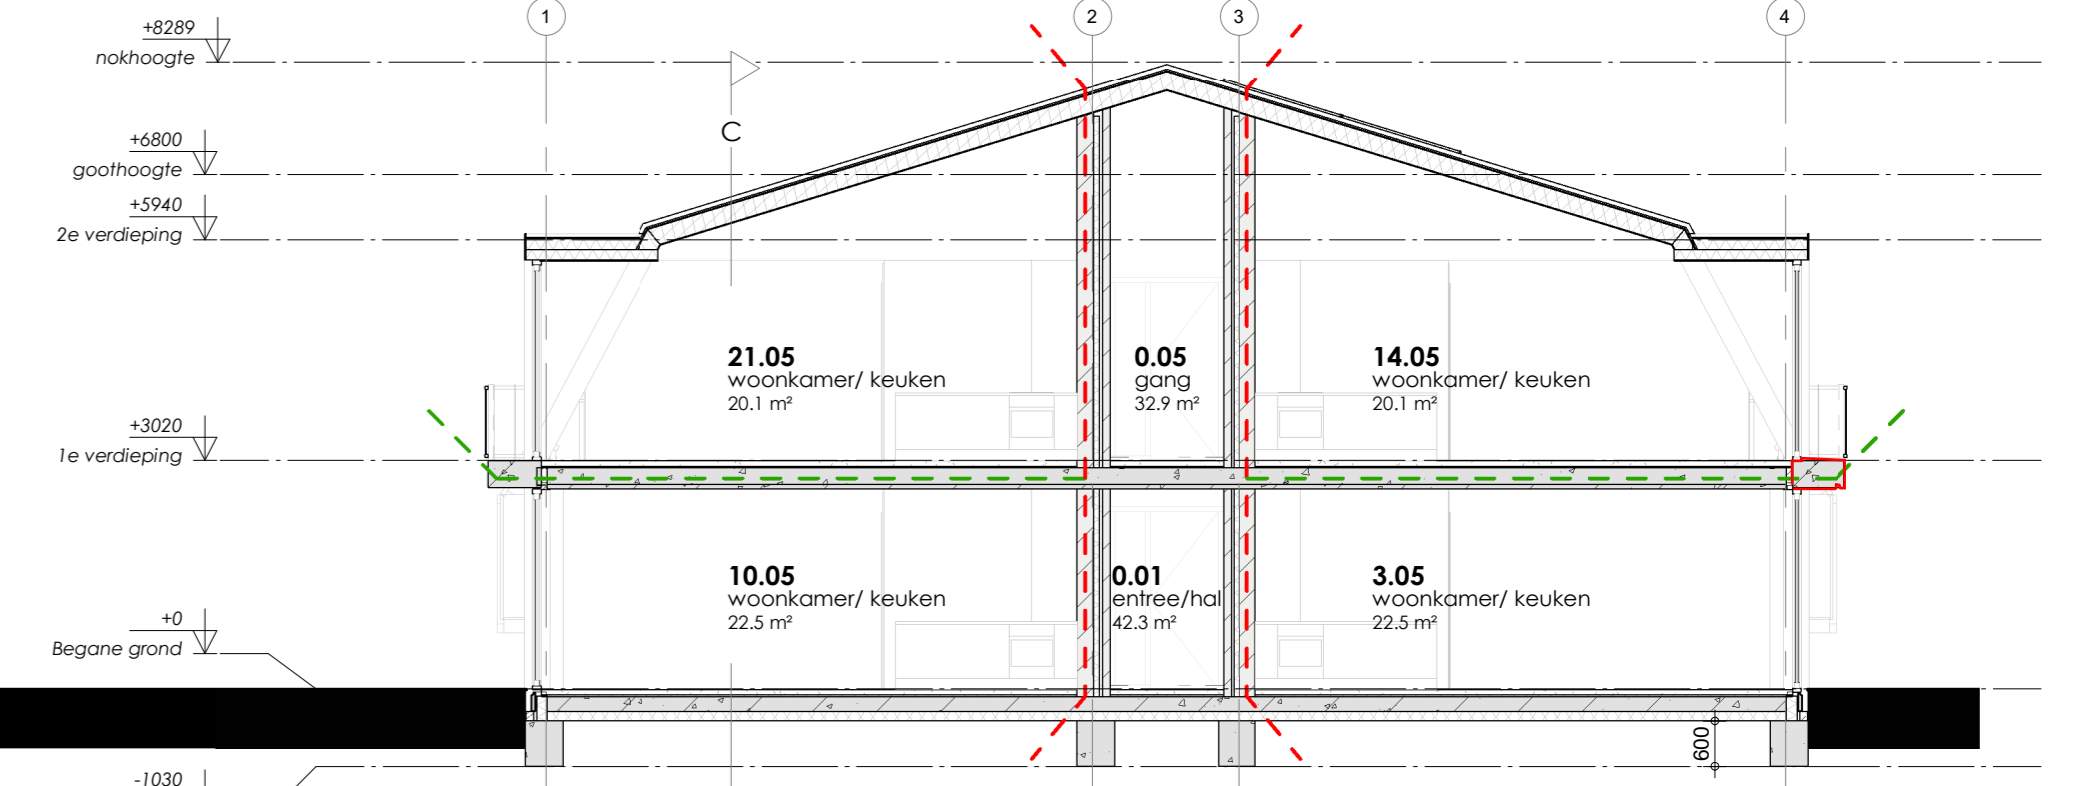 1
2
3
4
+8289
nokhoogte
C
+6800
goothoogte
+5940
2e verdieping
21.05
woonkamer/ keuken
20.1 m²
0.05
gang
32.9 m²
14.05
woonkamer/ keuken
20.1 m²
+3020
1e verdieping
10.05
woonkamer/ keuken
22.5 m²
0.01
entree/hal
42.3 m²
3.05
woonkamer/ keuken
22.5 m²
+0
Begane grond
600
-1030